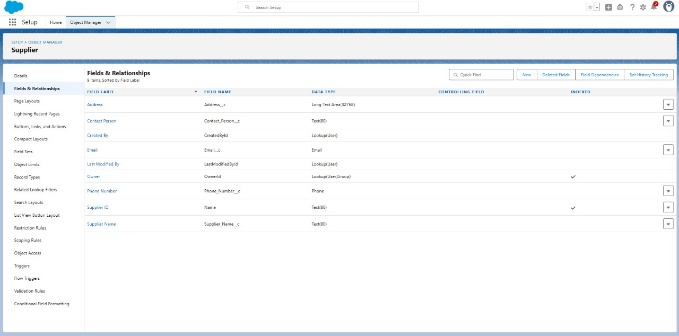 Search Setup
Setup Home Object Manager
SETUP > OBJECT MANAGER
Supplier
Details
Fields & Relationships
Page Layouts
Lightning Record Pages
Buttons, Links, and Actions
Compact Layouts
Field Sets
Object Limits
Record Types
Related Lookup Filters
Search Layouts
List View Button Layout
Restriction Rules
Scoping Rules
Object Access
Triggers
Flow Triggers
Validation Rules
Conditional Field Formatting
Fields & Relationships
9 Items, Sorted by Field Label
Quick Find New Deleted Fields Field Dependencies Set History Tracking
FIELD LABEL FIELD NAME DATA TYPE CONTROLLING FIELD INDEXED
Address Address__c Long Text Area(32768)
Contact Person Contact_Person__c Text(80)
Created By CreatedById Lookup(User)
Email Email__c Email
Last Modified By LastModifiedById Lookup(User)
Owner OwnerId Lookup(User,Group)
Phone Number Phone_Number__c Phone
Supplier ID Name Text(80)
Supplier Name Supplier_Name__c Text(80)